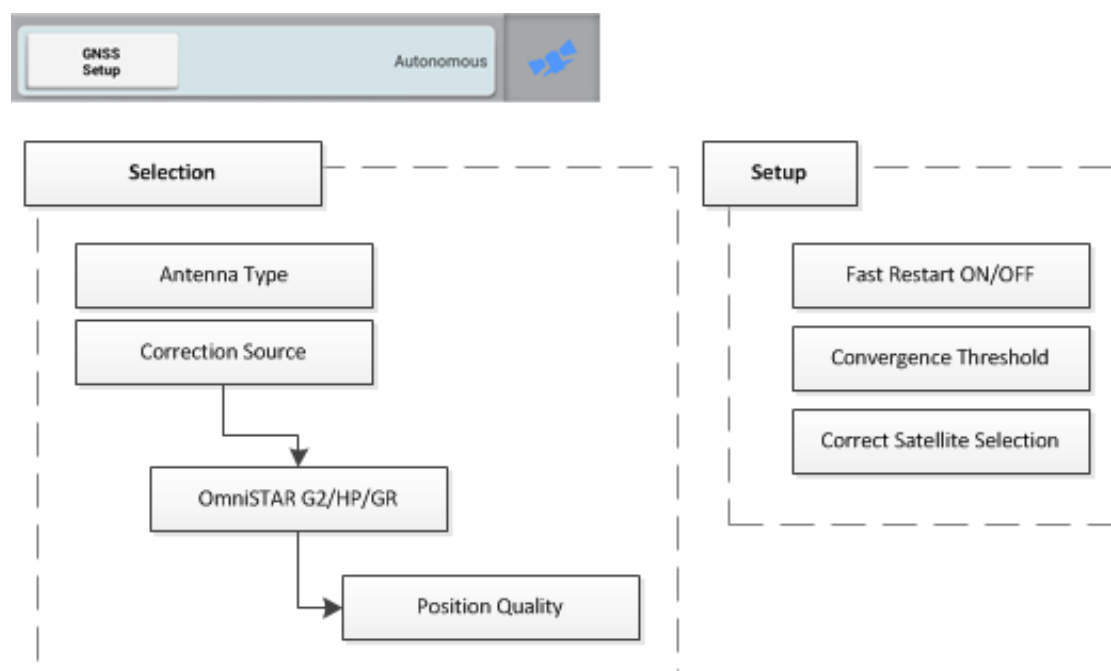 GNSS
Setup
Autonomous
Selection
Antenna Type
Correction Source
OmniSTAR G2/HP/GR
Position Quality
Setup
Fast Restart ON/OFF
Convergence Threshold
Correct Satellite Selection